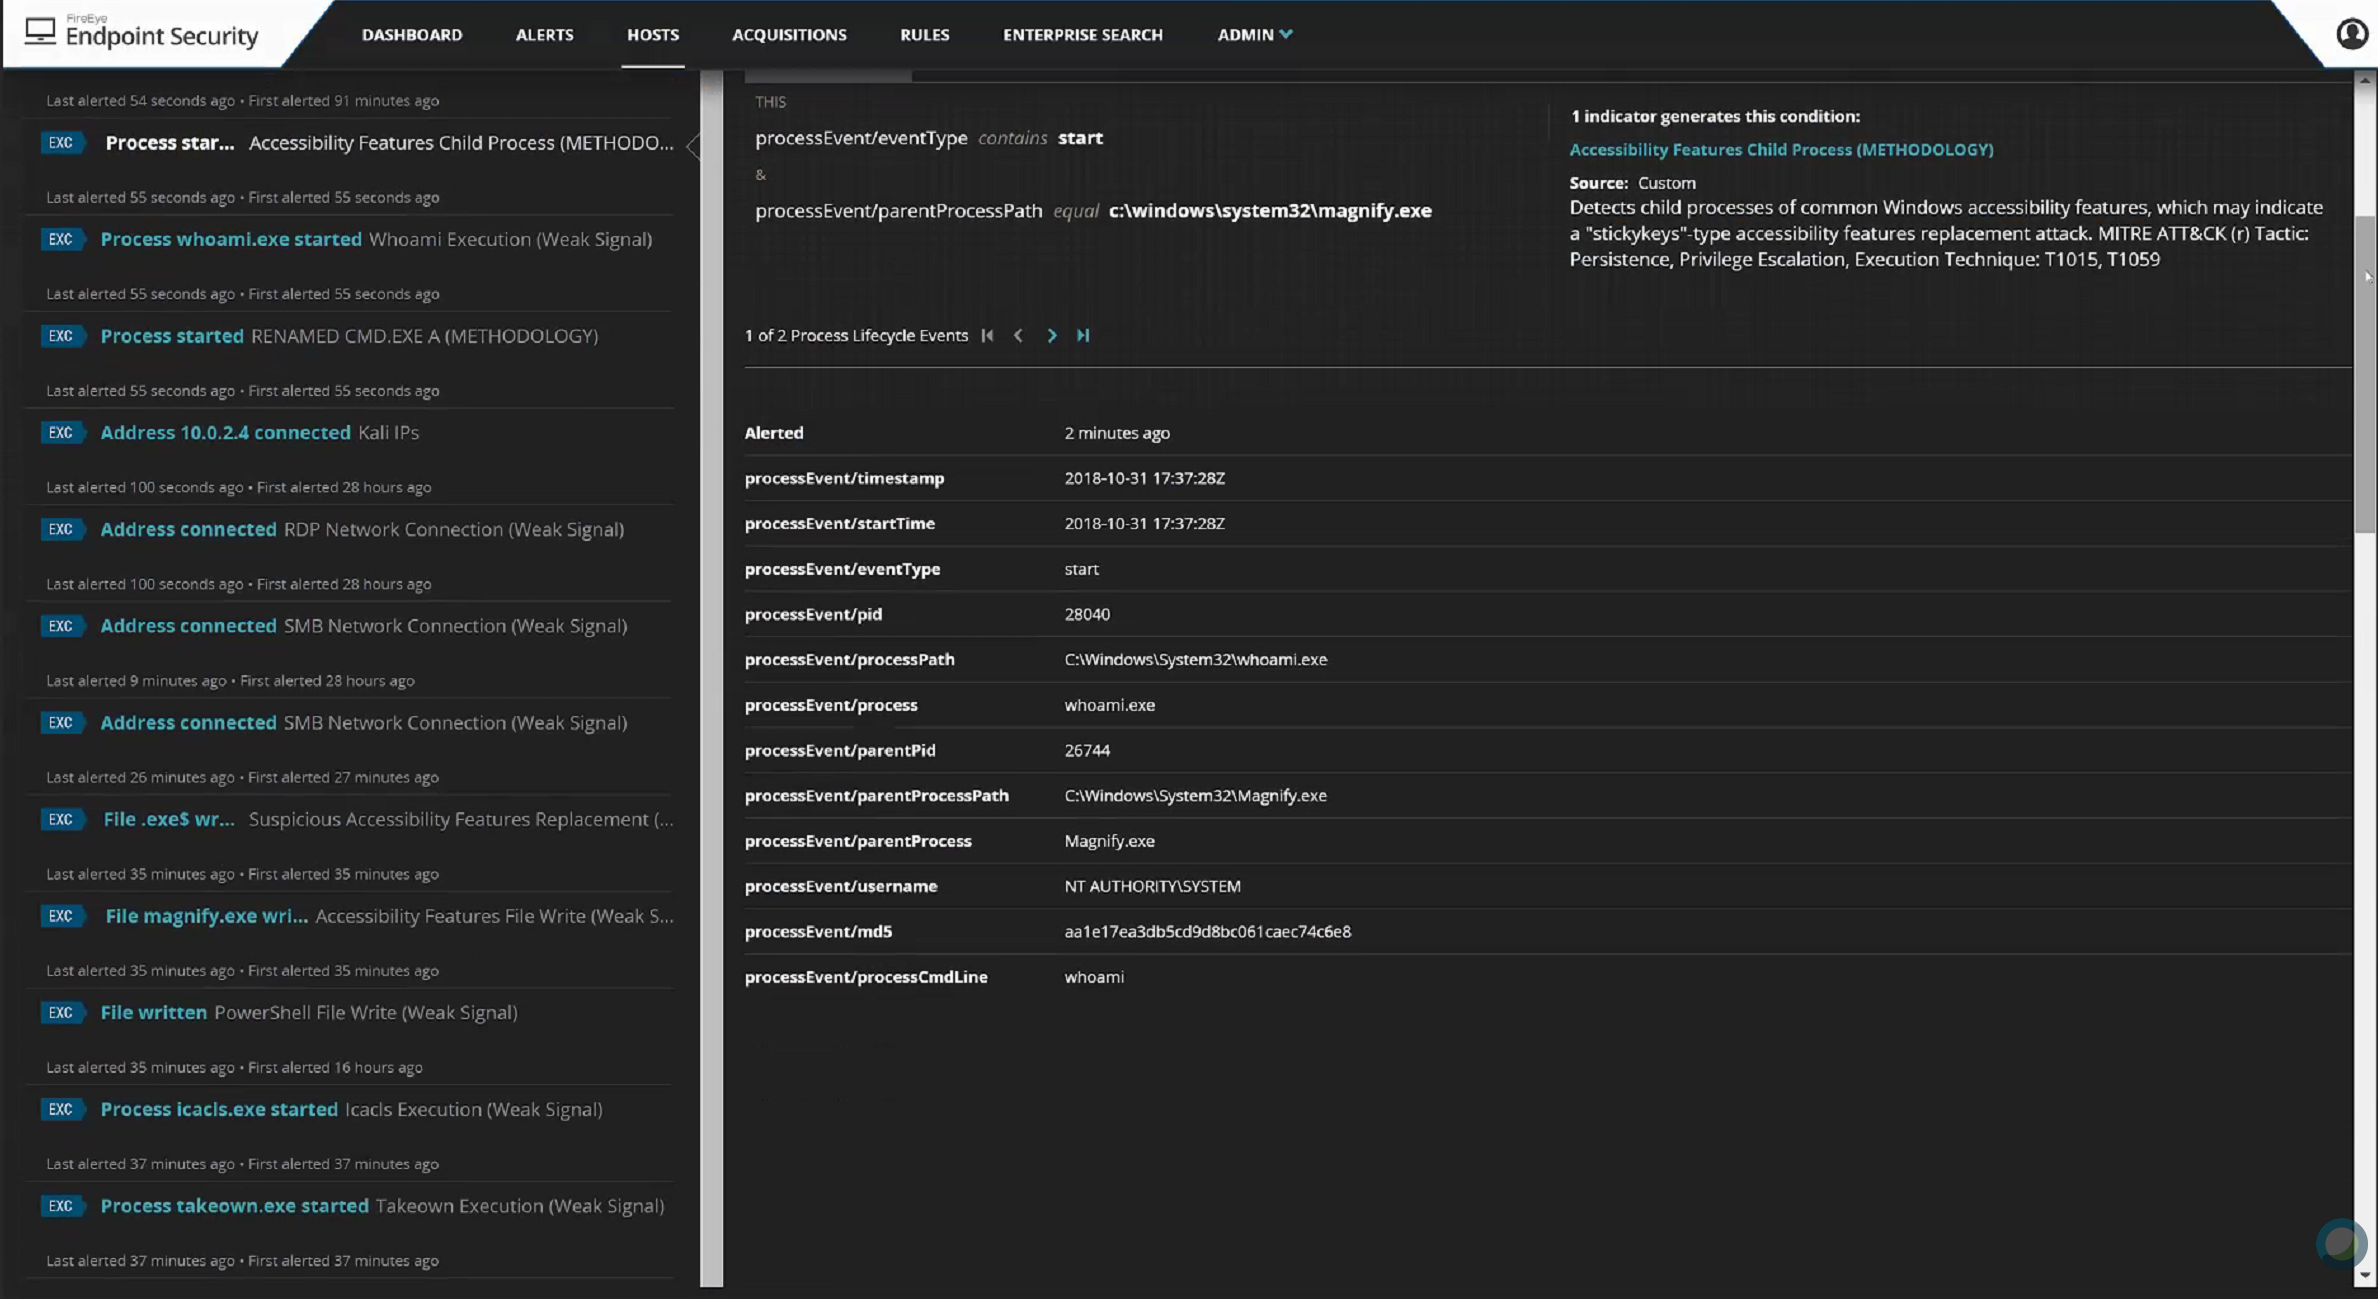 FireEye
Endpoint Security
DASHBOARD
ALERTS
HOSTS
ACQUISITIONS
RULES
ENTERPRISE SEARCH
ADMIN
Last alerted 54 seconds ago • First alerted 91 minutes ago
EXC Process star... Accessibility Features Child Process (METHODO...
Last alerted 55 seconds ago • First alerted 55 seconds ago
EXC Process whoami.exe started Whoami Execution (Weak Signal)
Last alerted 55 seconds ago • First alerted 55 seconds ago
EXC Process started RENAMED CMD.EXE A (METHODOLOGY)
Last alerted 55 seconds ago • First alerted 55 seconds ago
EXC Address 10.0.2.4 connected Kali IPs
Last alerted 100 seconds ago • First alerted 28 hours ago
EXC Address connected RDP Network Connection (Weak Signal)
Last alerted 100 seconds ago • First alerted 28 hours ago
EXC Address connected SMB Network Connection (Weak Signal)
Last alerted 9 minutes ago • First alerted 28 hours ago
EXC Address connected SMB Network Connection (Weak Signal)
Last alerted 26 minutes ago • First alerted 27 minutes ago
EXC File .exe$ wr... Suspicious Accessibility Features Replacement (...
Last alerted 35 minutes ago • First alerted 35 minutes ago
EXC File magnify.exe wri... Accessibility Features File Write (Weak S...
Last alerted 35 minutes ago • First alerted 35 minutes ago
EXC File written PowerShell File Write (Weak Signal)
Last alerted 35 minutes ago • First alerted 16 hours ago
EXC Process icacls.exe started Icacls Execution (Weak Signal)
Last alerted 37 minutes ago • First alerted 37 minutes ago
EXC Process takeown.exe started Takeown Execution (Weak Signal)
Last alerted 37 minutes ago • First alerted 37 minutes ago
THIS
processEvent/eventType contains start
&
processEvent/parentProcessPath equal c:\windows\system32\magnify.exe
1 indicator generates this condition:
Accessibility Features Child Process (METHODOLOGY)
Source: Custom
Detects child processes of common Windows accessibility features, which may indicate
a "stickykeys"-type accessibility features replacement attack. MITRE ATT&CK (r) Tactic:
Persistence, Privilege Escalation, Execution Technique: T1015, T1059
1 of 2 Process Lifecycle Events
Alerted 2 minutes ago
processEvent/timestamp 2018-10-31 17:37:28Z
processEvent/startTime 2018-10-31 17:37:28Z
processEvent/eventType start
processEvent/pid 28040
processEvent/processPath C:\Windows\System32\whoami.exe
processEvent/process whoami.exe
processEvent/parentPid 26744
processEvent/parentProcessPath C:\Windows\System32\Magnify.exe
processEvent/parentProcess Magnify.exe
processEvent/username NT AUTHORITY\SYSTEM
processEvent/md5 aa1e17ea3db5cd9d8bc061caec74c6e8
processEvent/processCmdLine whoami